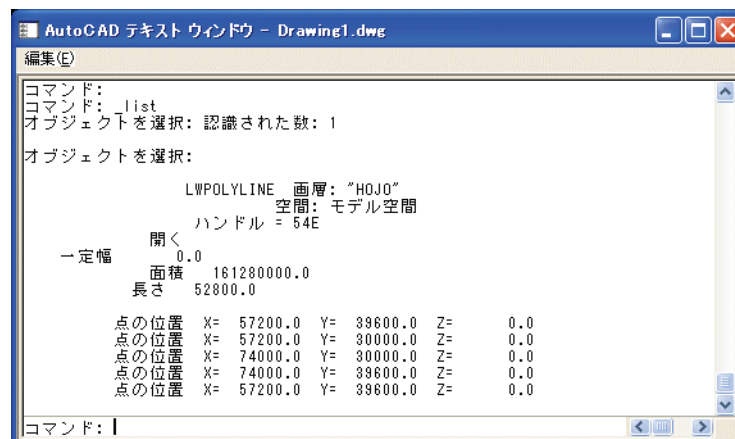 AutoCAD テキスト ウィンドウ - Drawing1.dwg
編集(E)
コマンド:
コマンド: _list
オブジェクトを選択: 認識された数: 1
オブジェクトを選択:
LWPOLYLINE 画層: "HOJO"
空間: モデル空間
ハンドル = 54E
開く
一定幅 0.0
面積 161280000.0
長さ 52800.0
点の位置 X= 57200.0 Y= 39600.0 Z= 0.0
点の位置 X= 57200.0 Y= 30000.0 Z= 0.0
点の位置 X= 74000.0 Y= 30000.0 Z= 0.0
点の位置 X= 74000.0 Y= 39600.0 Z= 0.0
点の位置 X= 57200.0 Y= 39600.0 Z= 0.0
コマンド: